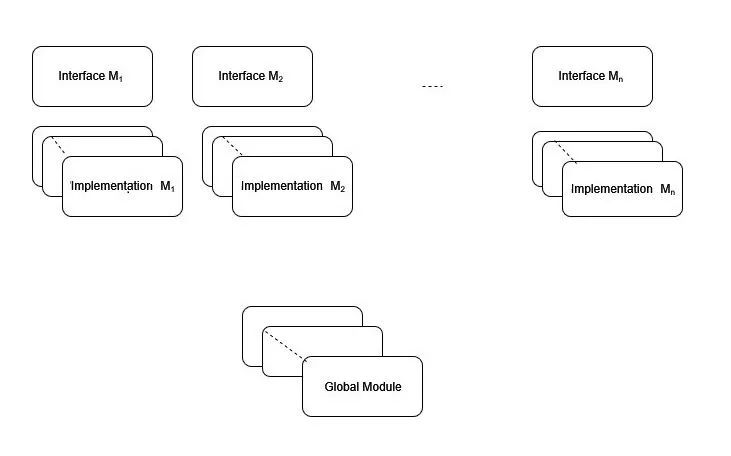 Interface M₁
Interface M₂
Interface Mₙ
Implementation M₁
Implementation M₂
Implementation Mₙ
Global Module